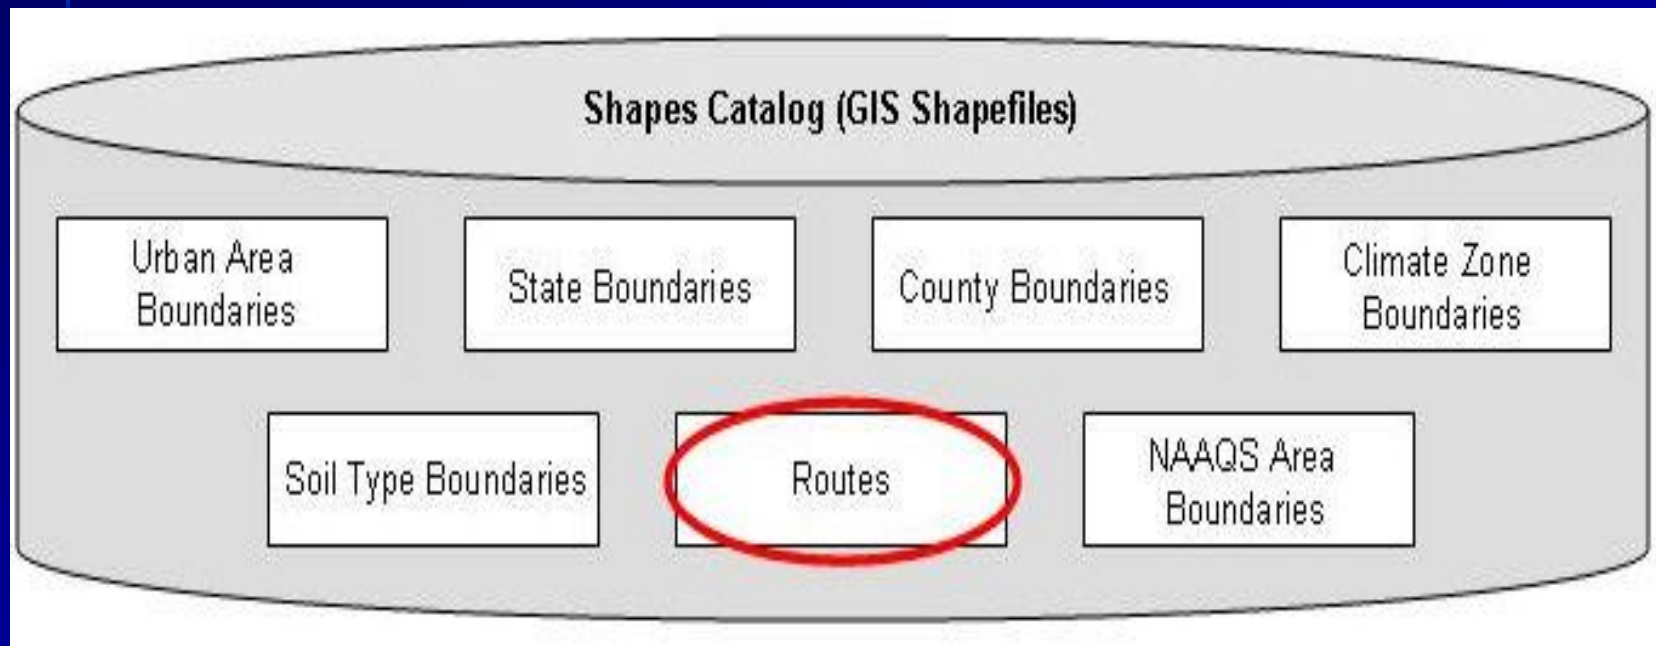 Shapes Catalog (GIS Shapefiles)
Urban Area
Boundaries
State Boundaries
County Boundaries
Climate Zone
Boundaries
Soil Type Boundaries
Routes
NAAQS Area
Boundaries